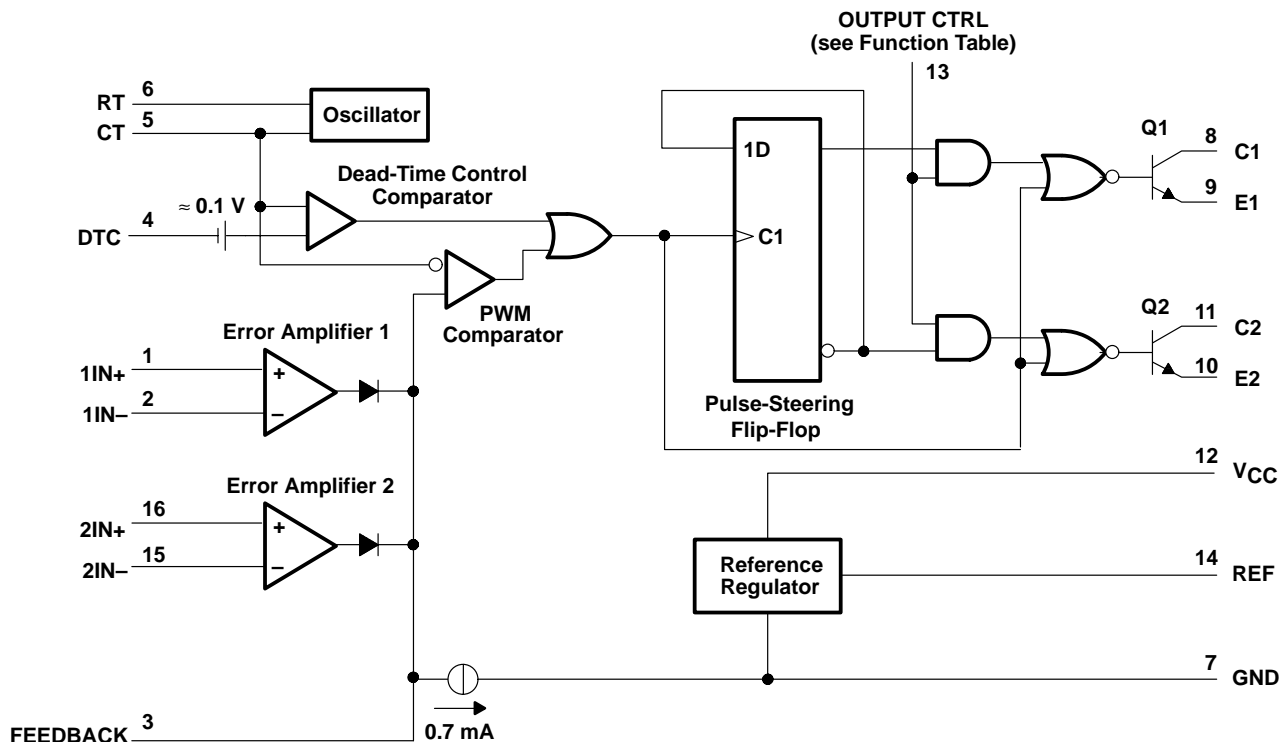 OUTPUT CTRL
(see Function Table)
13
6
RT
Oscillator
5
CT
Dead-Time Control
Comparator
≈ 0.1 V
4
DTC
PWM
Comparator
1D
C1
Pulse-Steering
Flip-Flop
Q1
8
C1
9
E1
Q2
11
C2
10
E2
Error Amplifier 1
1
1IN+
+
2
1IN–
–
Error Amplifier 2
16
2IN+
+
15
2IN–
–
12
VCC
Reference
Regulator
14
REF
7
GND
0.7 mA
3
FEEDBACK